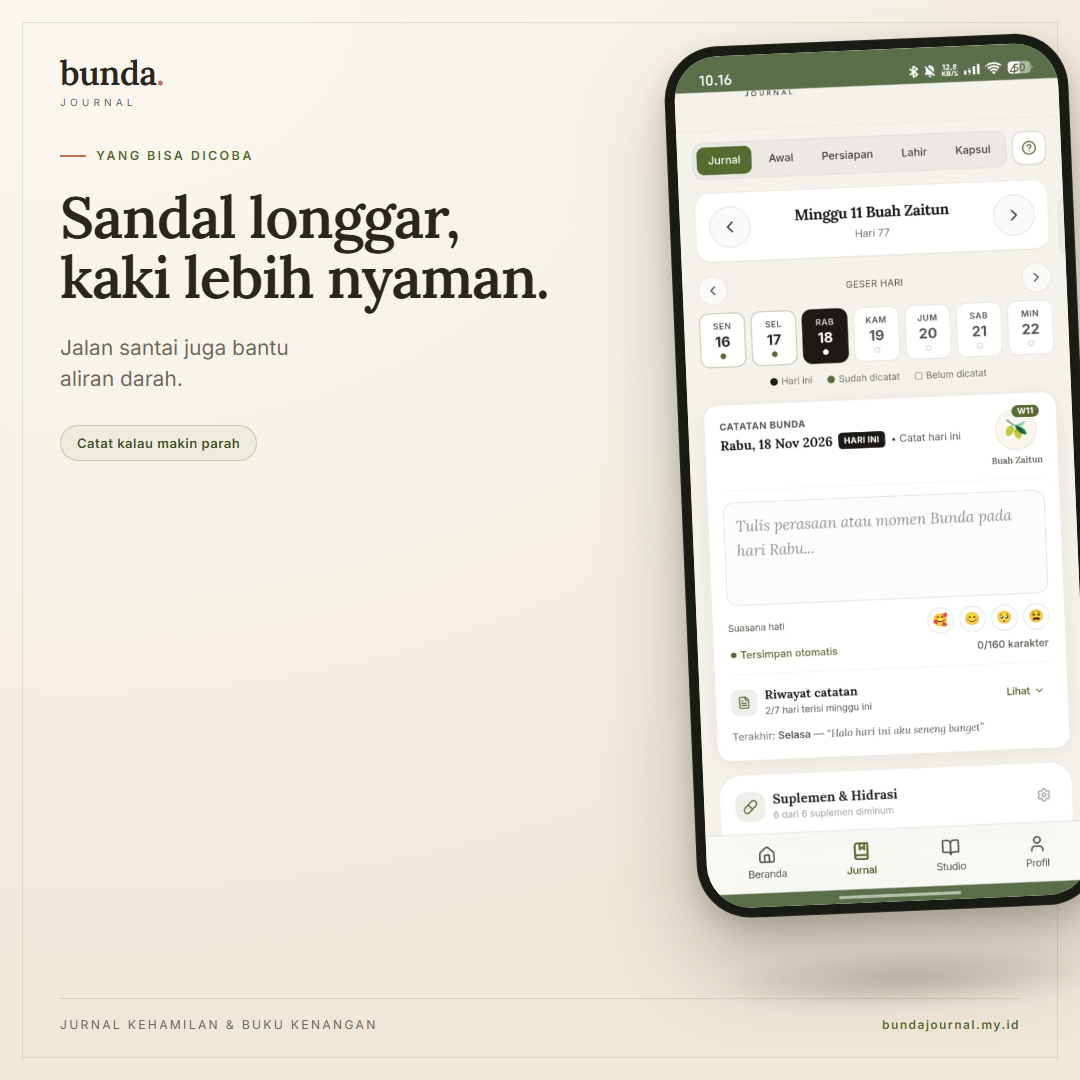 bunda.
JOURNAL
YANG BISA DICOBA
Sandal longgar,
kaki lebih nyaman.
Jalan santai juga bantu
aliran darah.
Catat kalau makin parah
10.16
12.8
KB/S
JOURNAL
Jurnal
Awal
Persiapan
Lahir
Kapsul
Minggu 11 Buah Zaitun
Hari 77
GESER HARI
SEN
16
SEL
17
RAB
18
KAM
19
JUM
20
SAB
21
MIN
22
Hari ini
Sudah dicatat
Belum dicatat
CATATAN BUNDA
Rabu, 18 Nov 2026 HARI INI • Catat hari ini
W11
Buah Zaitun
Tulis perasaan atau momen Bunda pada
hari Rabu...
Suasana hati
Tersimpan otomatis
0/160 karakter
Riwayat catatan
2/7 hari terisi minggu ini
Lihat
Terakhir: Selasa — “Halo hari ini aku seneng banget”
Suplemen & Hidrasi
6 dari 6 suplemen diminum
Beranda
Jurnal
Studio
Profil
JURNAL KEHAMILAN & BUKU KENANGAN
bundajournal.my.id